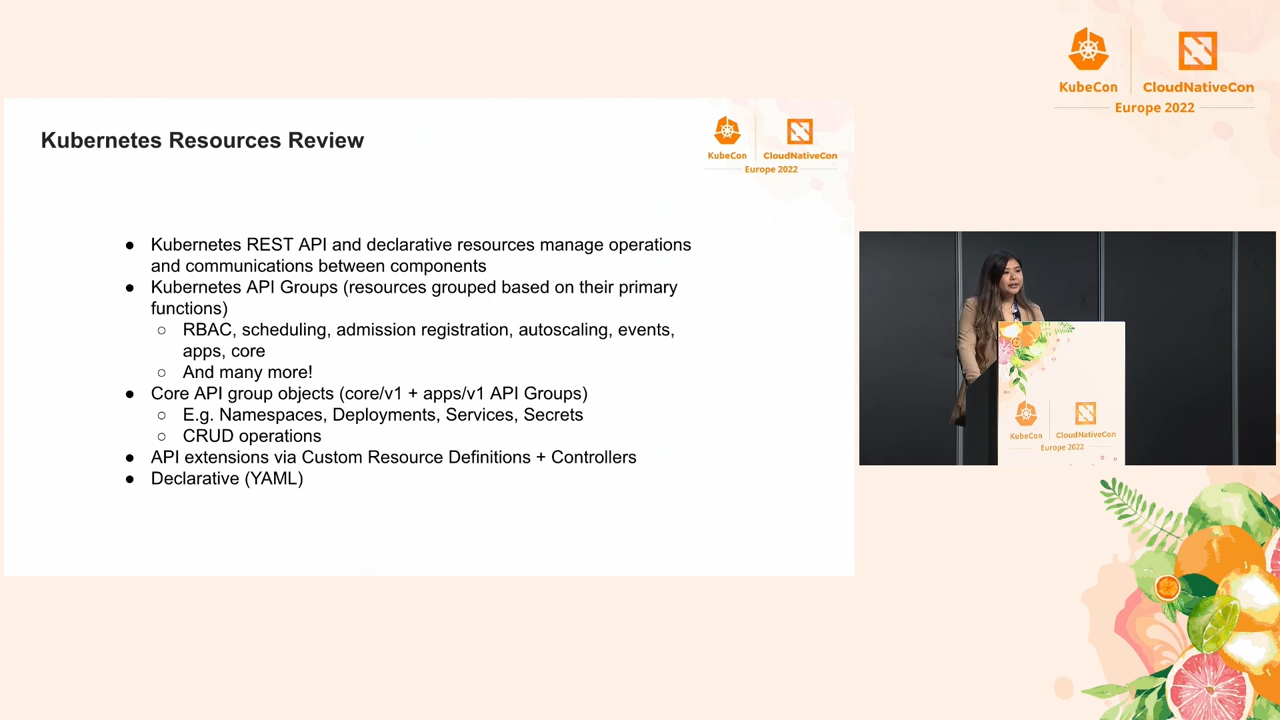 KubeCon
CloudNativeCon
Europe 2022
Kubernetes Resources Review
KubeCon
CloudNativeCon
Europe 2022
● Kubernetes REST API and declarative resources manage operations
and communications between components
● Kubernetes API Groups (resources grouped based on their primary
functions)
○ RBAC, scheduling, admission registration, autoscaling, events,
apps, core
○ And many more!
● Core API group objects (core/v1 + apps/v1 API Groups)
○ E.g. Namespaces, Deployments, Services, Secrets
○ CRUD operations
● API extensions via Custom Resource Definitions + Controllers
● Declarative (YAML)
KubeCon
CloudNativeCon
Europe 2022